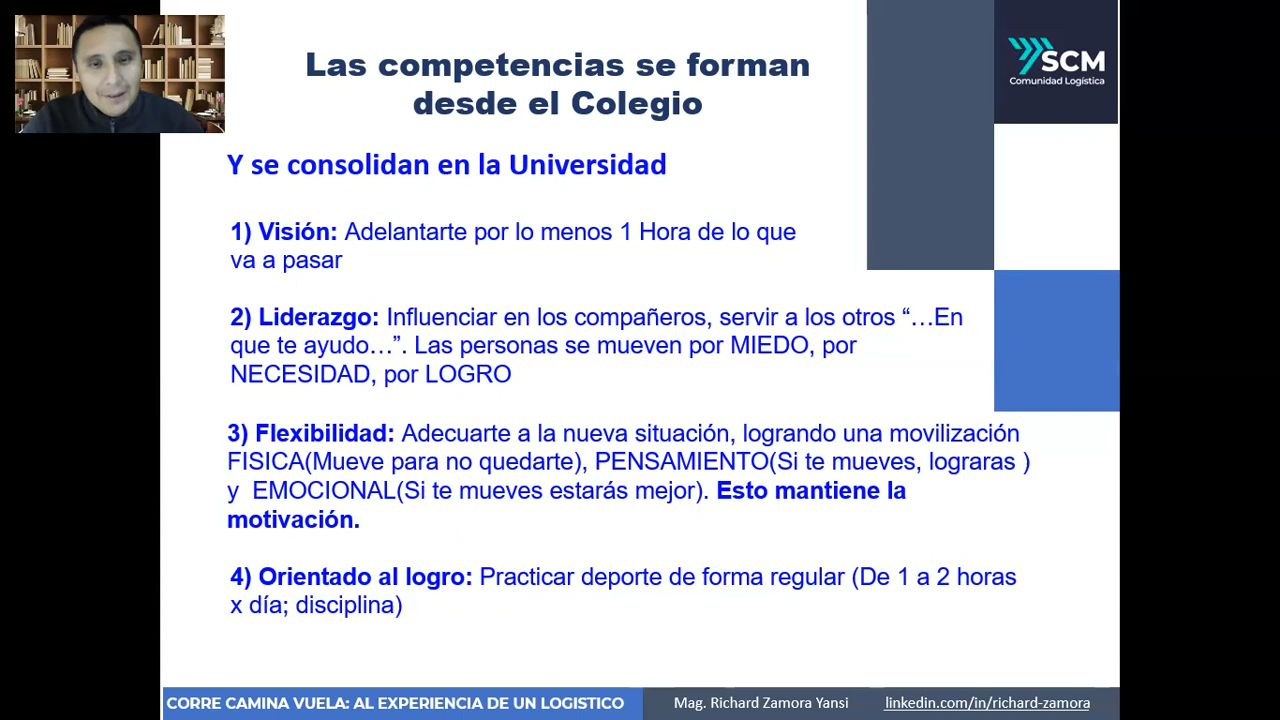 Las competencias se forman
desde el Colegio
SCM
Comunidad Logística
Y se consolidan en la Universidad
1) Visión: Adelantarte por lo menos 1 Hora de lo que
va a pasar
2) Liderazgo: Influenciar en los compañeros, servir a los otros “…En
que te ayudo…”. Las personas se mueven por MIEDO, por
NECESIDAD, por LOGRO
3) Flexibilidad: Adecuarte a la nueva situación, logrando una movilización
FISICA(Mueve para no quedarte), PENSAMIENTO(Si te mueves, lograras )
y EMOCIONAL(Si te mueves estarás mejor). Esto mantiene la
motivación.
4) Orientado al logro: Practicar deporte de forma regular (De 1 a 2 horas
x día; disciplina)
CORRE CAMINA VUELA: AL EXPERIENCIA DE UN LOGISTICO
Mag. Richard Zamora Yansi
linkedin.com/in/richard-zamora